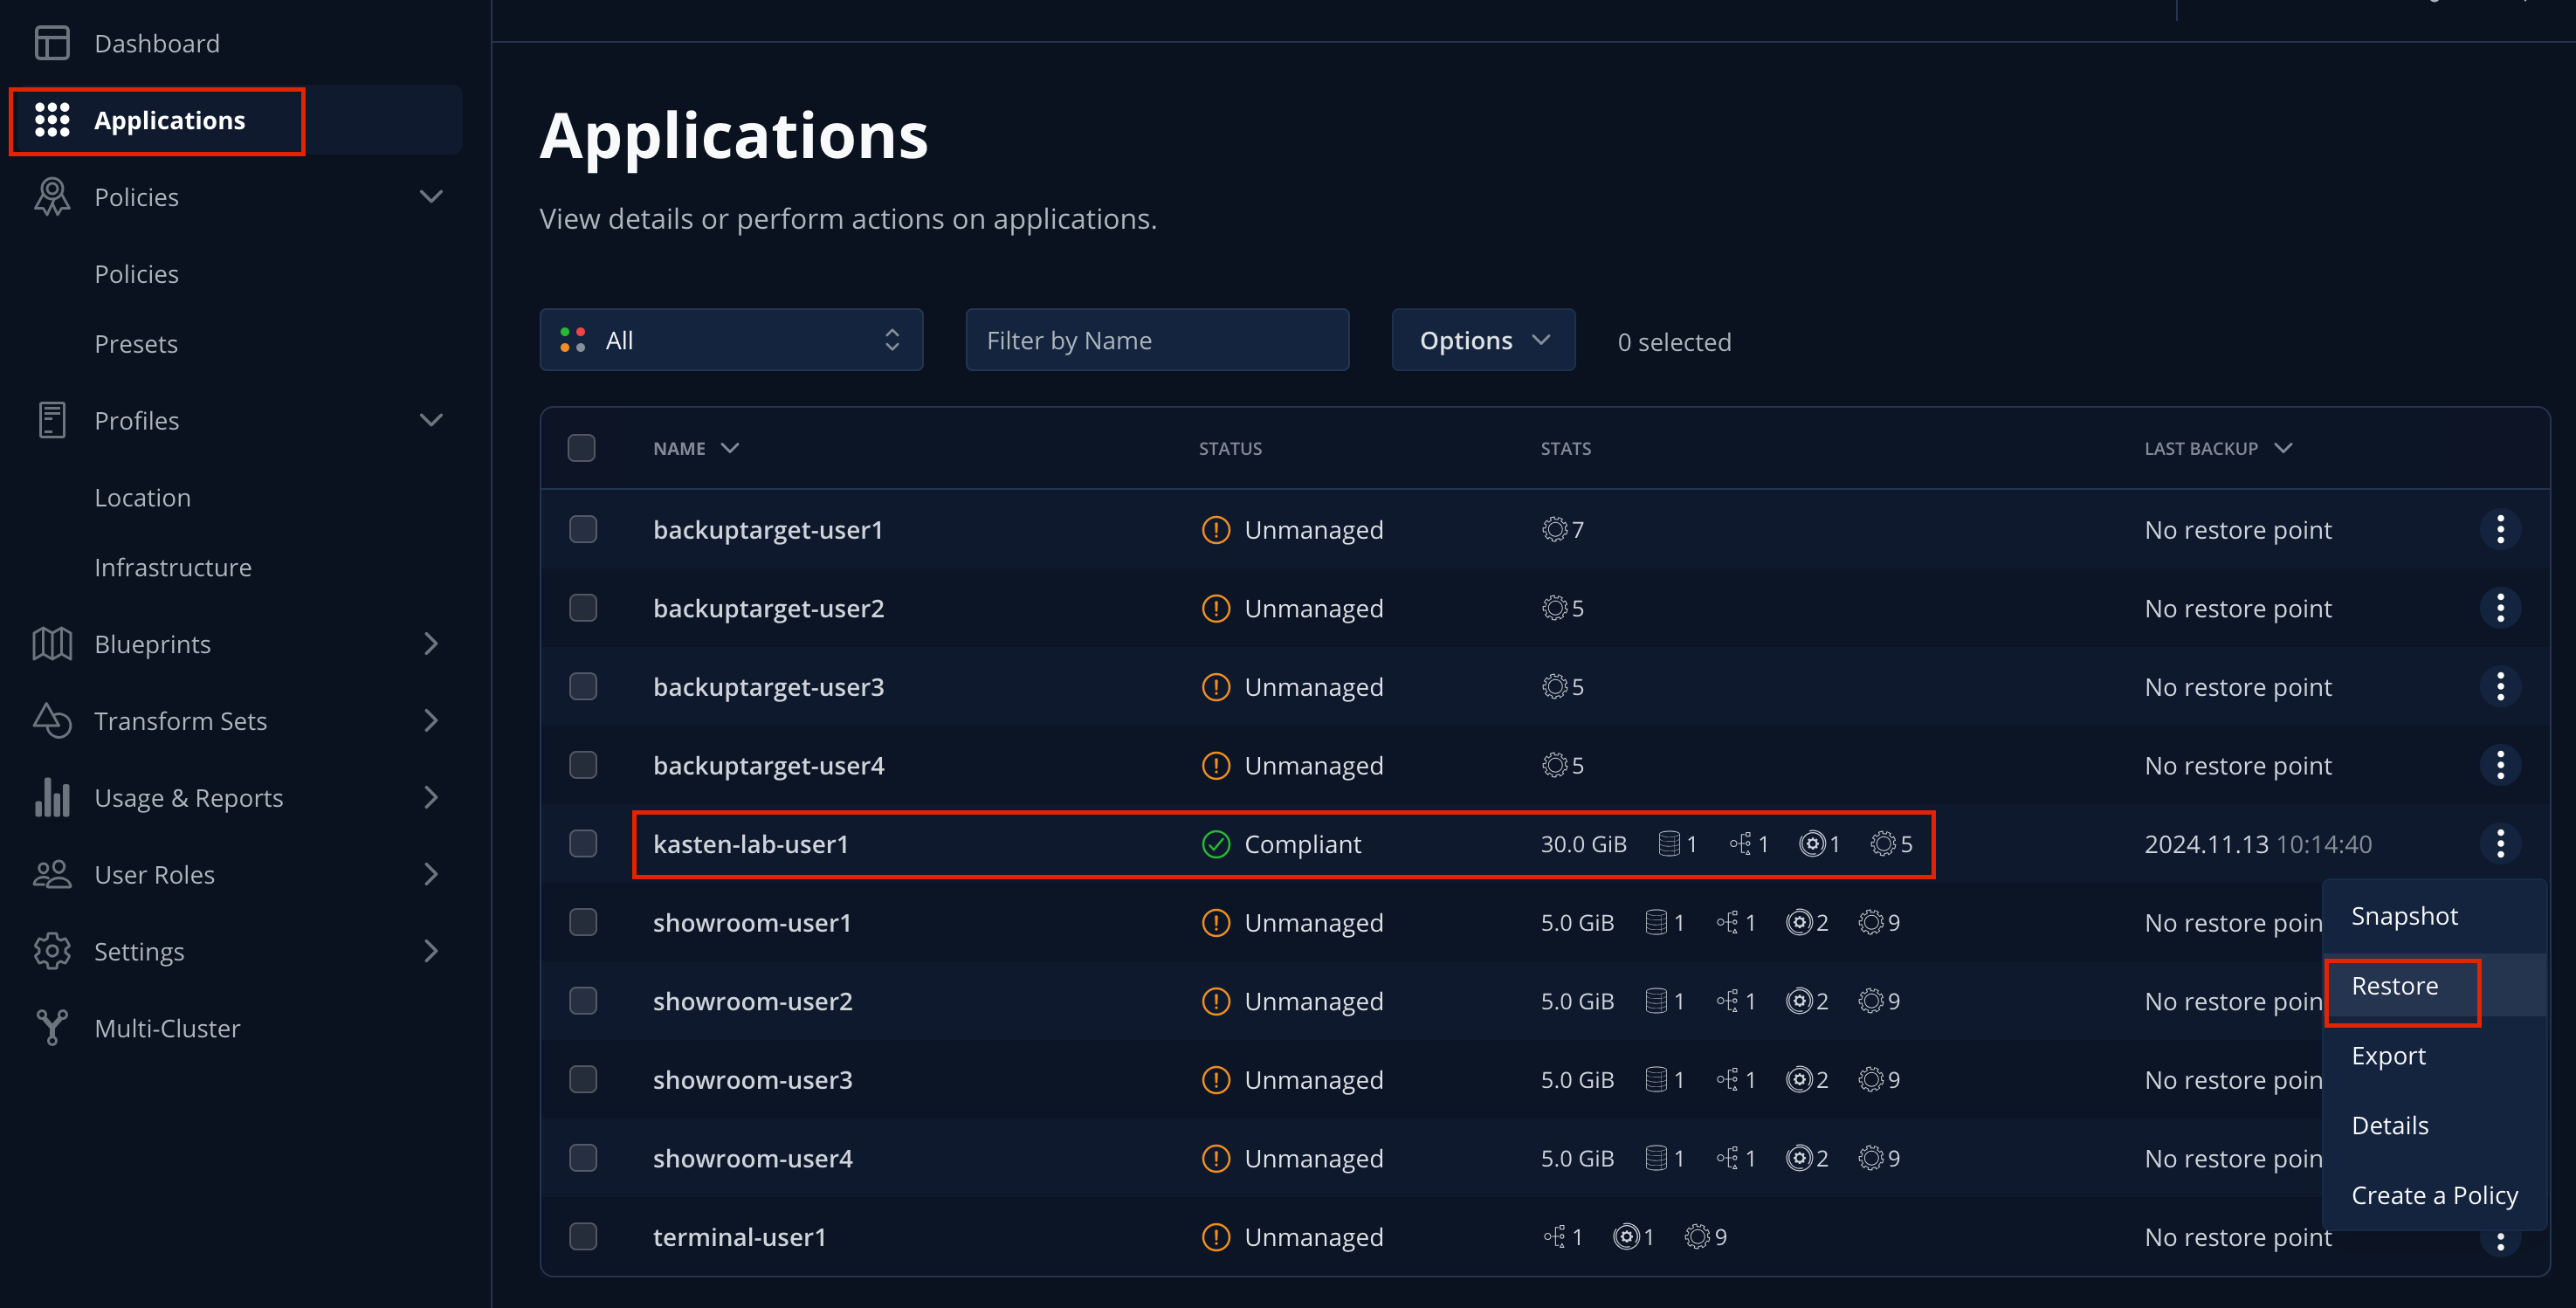 Dashboard
Applications
Policies
Policies
Presets
Profiles
Location
Infrastructure
Blueprints
Transform Sets
Usage & Reports
User Roles
Settings
Multi-Cluster
Applications
View details or perform actions on applications.
All
Filter by Name
Options
0 selected
NAME STATUS STATS LAST BACKUP
backuptarget-user1 Unmanaged 7 No restore point
backuptarget-user2 Unmanaged 5 No restore point
backuptarget-user3 Unmanaged 5 No restore point
backuptarget-user4 Unmanaged 5 No restore point
kasten-lab-user1 Compliant 30.0 GiB 1 1 1 5 2024.11.13 10:14:40
showroom-user1 Unmanaged 5.0 GiB 1 1 2 9 No restore poin
showroom-user2 Unmanaged 5.0 GiB 1 1 2 9 No restore poin
showroom-user3 Unmanaged 5.0 GiB 1 1 2 9 No restore poin
showroom-user4 Unmanaged 5.0 GiB 1 1 2 9 No restore poin
terminal-user1 Unmanaged 1 1 9 No restore point
Snapshot
Restore
Export
Details
Create a Policy